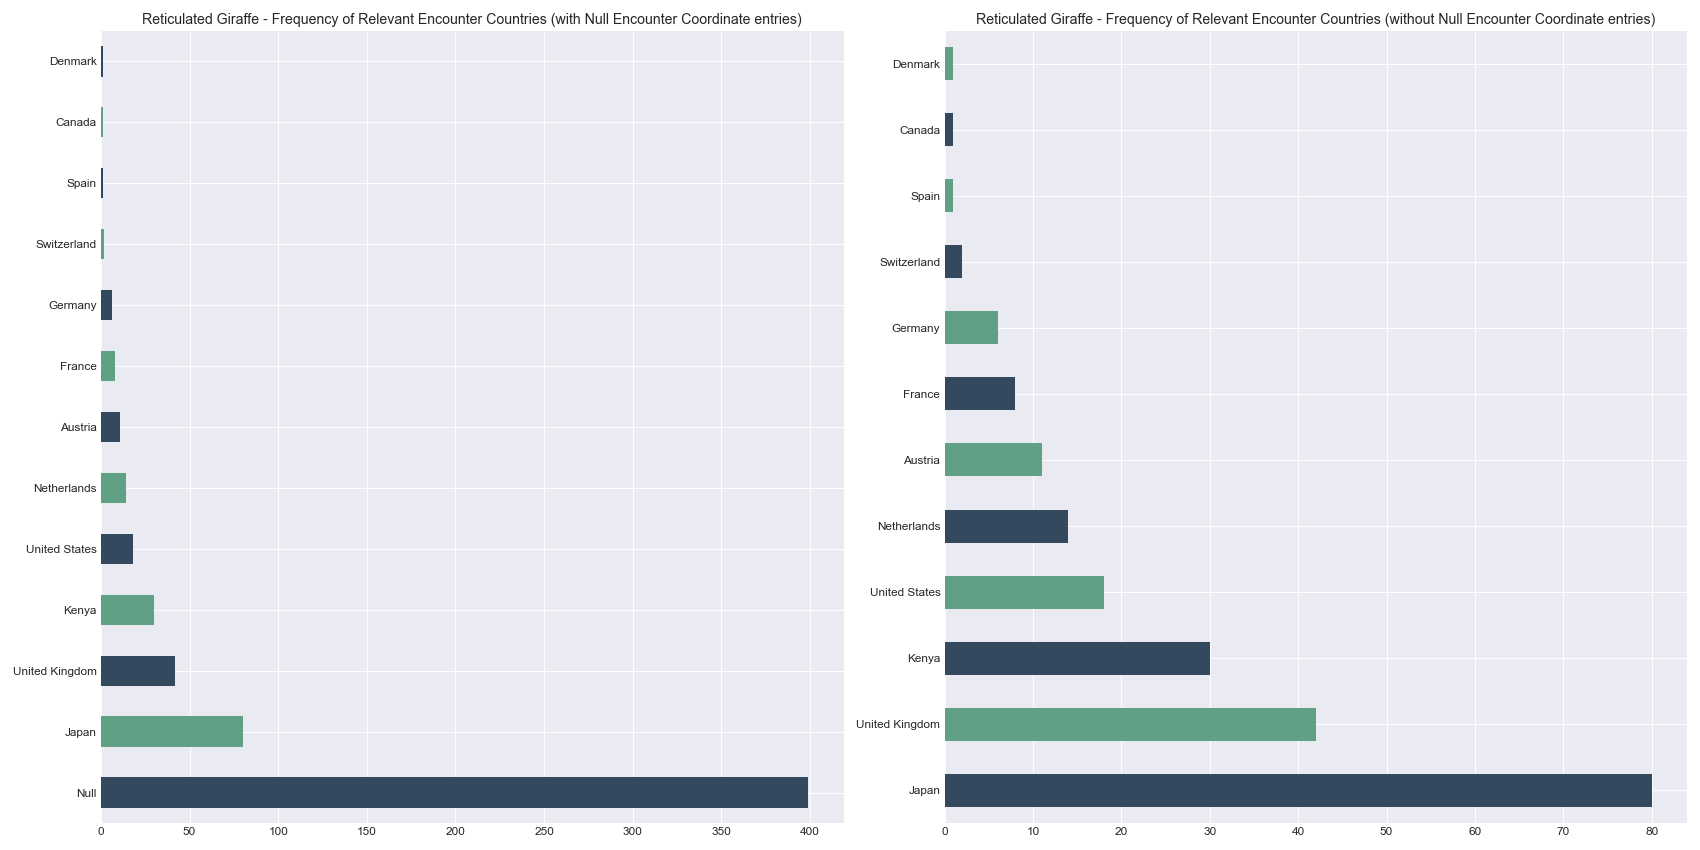 Reticulated Giraffe - Frequency of Relevant Encounter Countries (with Null Encounter Coordinate entries)
Denmark
Canada
Spain
Switzerland
Germany
France
Austria
Netherlands
United States
Kenya
United Kingdom
Japan
Null
0 50 100 150 200 250 300 350 400
Reticulated Giraffe - Frequency of Relevant Encounter Countries (without Null Encounter Coordinate entries)
Denmark
Canada
Spain
Switzerland
Germany
France
Austria
Netherlands
United States
Kenya
United Kingdom
Japan
0 10 20 30 40 50 60 70 80